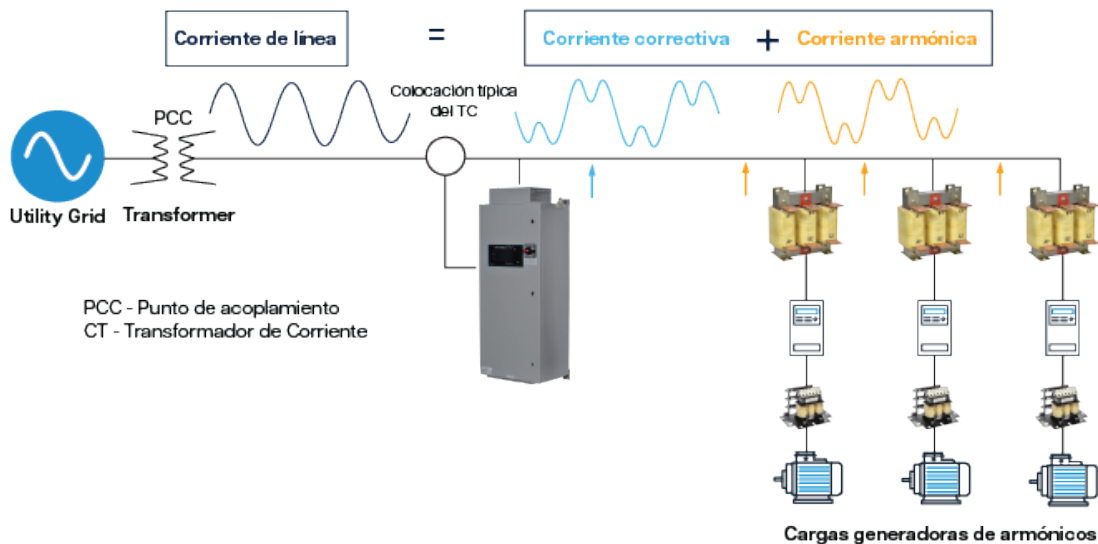 Corriente de línea
=
Corriente correctiva
+
Corriente armónica
Colocación típica
del TC
PCC
Utility Grid
Transformer
PCC - Punto de acoplamiento
CT - Transformador de Corriente
Cargas generadoras de armónicos